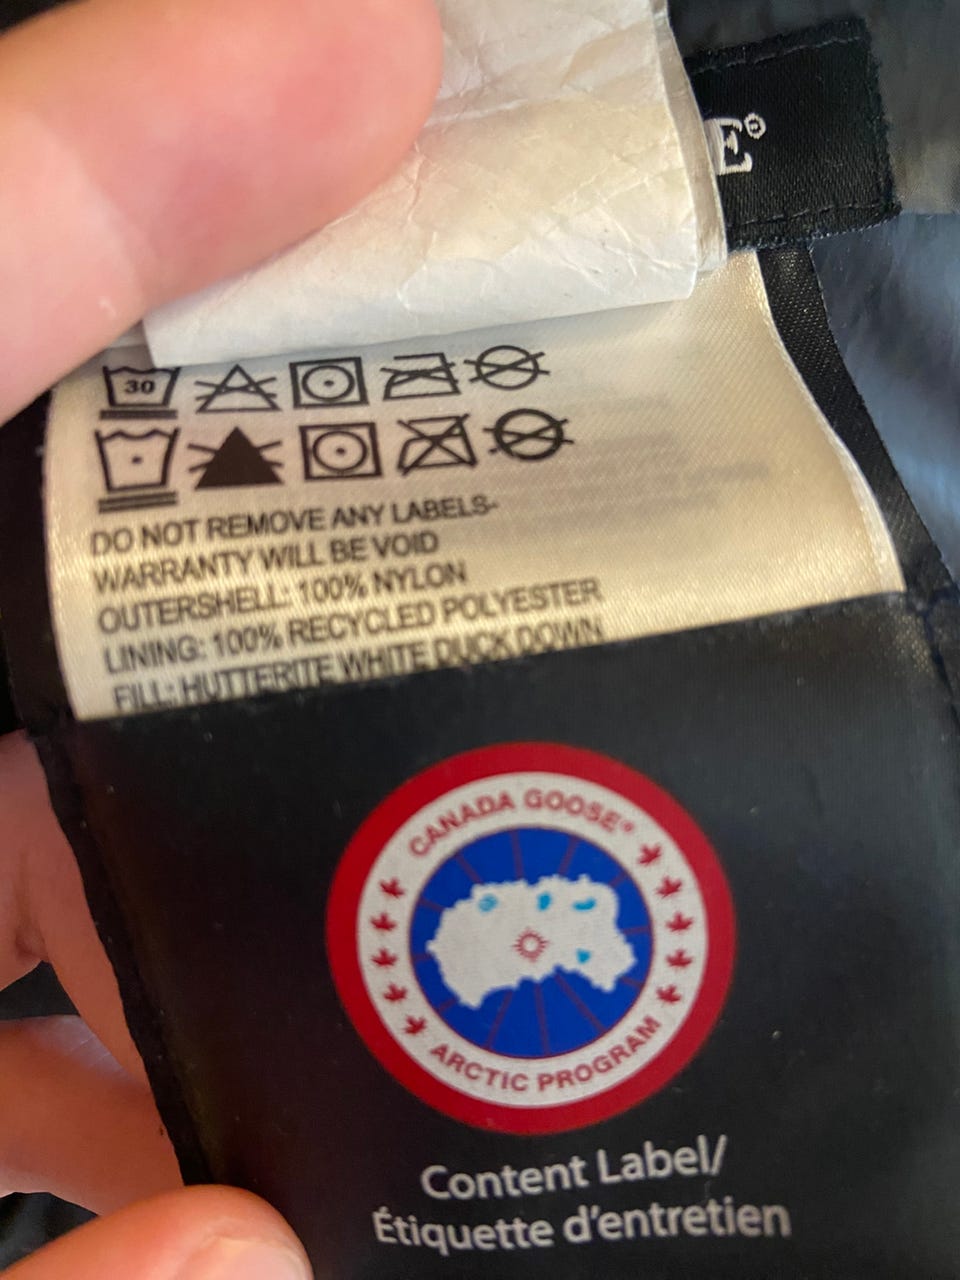 E
30
DO NOT REMOVE ANY LABELS-
WARRANTY WILL BE VOID
OUTERSHELL: 100% NYLON
LINING: 100% RECYCLED POLYESTER
FILL: HUTTERITE WHITE DUCK DOWN
CANADA GOOSE®
ARCTIC PROGRAM
Content Label/
Étiquette d'entretien